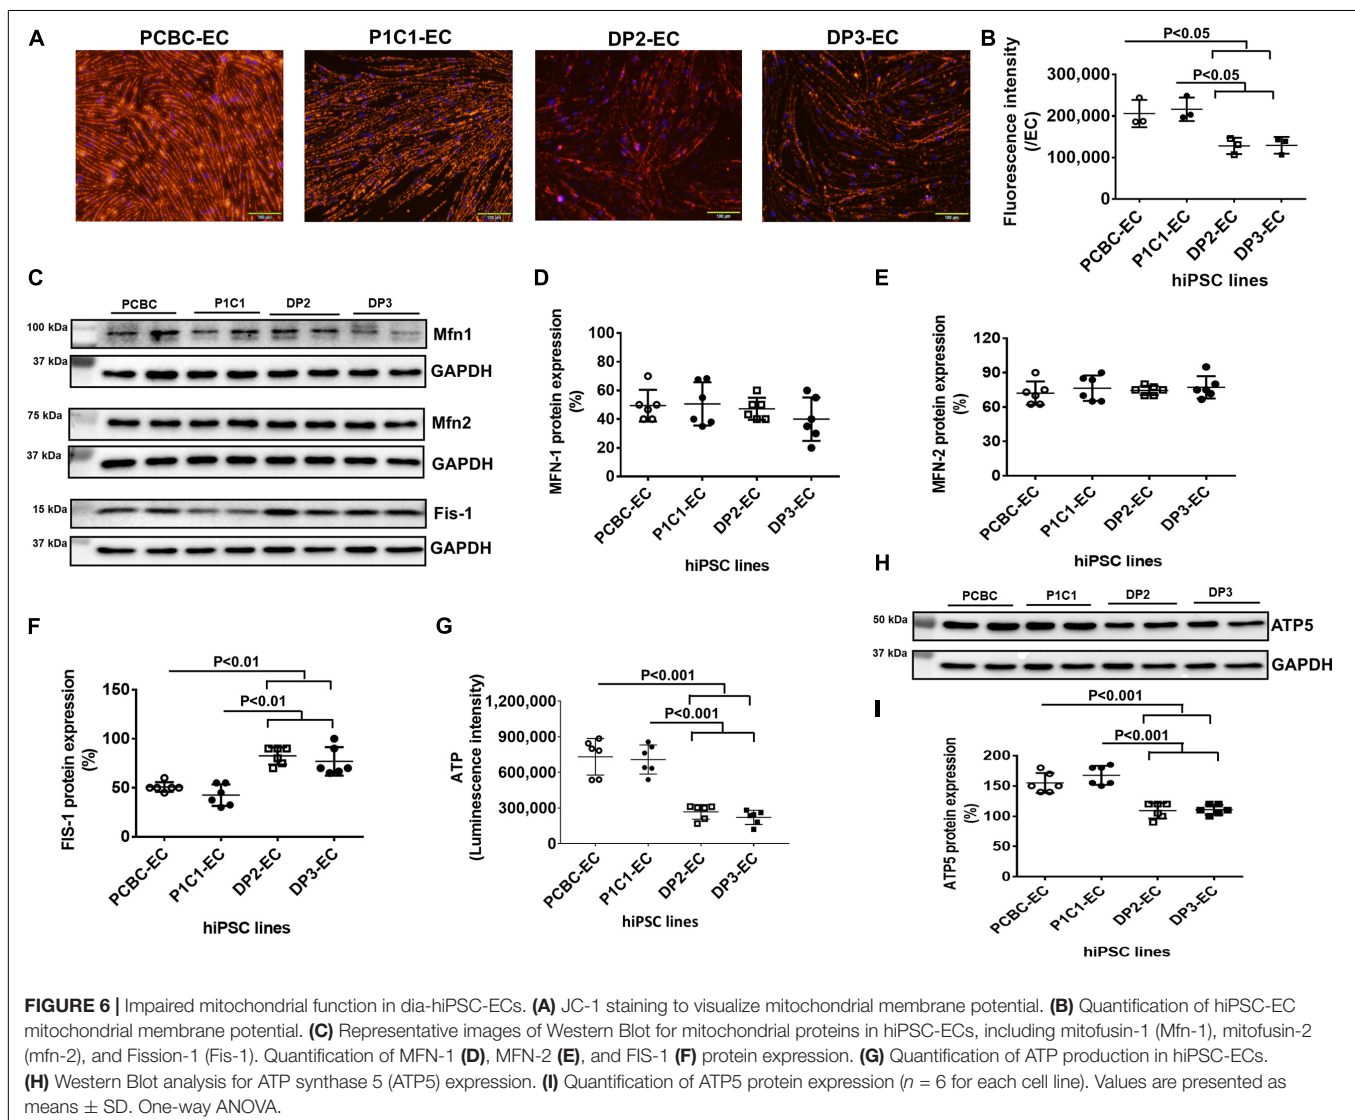 A
PCBC-EC
P1C1-EC
DP2-EC
DP3-EC
100 µm
100 µm
100 µm
100 µm
B
P<0.05
P<0.05
Fluorescence intensity
(/EC)
300,000
200,000
100,000
0
PCBC-EC
P1C1-EC
DP2-EC
DP3-EC
hiPSC lines
C
PCBC
P1C1
DP2
DP3
100 kDa
Mfn1
37 kDa
GAPDH
75 kDa
Mfn2
37 kDa
GAPDH
15 kDa
Fis-1
37 kDa
GAPDH
D
MFN-1 protein expression
(%)
100
80
60
40
20
0
PCBC-EC
P1C1-EC
DP2-EC
DP3-EC
hiPSC lines
E
MFN-2 protein expression
(%)
120
90
60
30
0
PCBC-EC
P1C1-EC
DP2-EC
DP3-EC
hiPSC lines
F
P<0.01
P<0.01
FIS-1 protein expression
(%)
150
100
50
0
PCBC-EC
P1C1-EC
DP2-EC
DP3-EC
hiPSC lines
G
P<0.001
P<0.001
ATP
(Luminescence intensity)
1,200,000
900,000
600,000
300,000
0
PCBC-EC
P1C1-EC
DP2-EC
DP3-EC
hiPSC lines
H
PCBC
P1C1
DP2
DP3
50 kDa
ATP5
37 kDa
GAPDH
I
P<0.001
P<0.001
ATP5 protein expression
(%)
200
150
100
50
0
PCBC-EC
P1C1-EC
DP2-EC
DP3-EC
hiPSC lines
FIGURE 6 | Impaired mitochondrial function in dia-hiPSC-ECs. (A) JC-1 staining to visualize mitochondrial membrane potential. (B) Quantification of hiPSC-EC
mitochondrial membrane potential. (C) Representative images of Western Blot for mitochondrial proteins in hiPSC-ECs, including mitofusin-1 (Mfn-1), mitofusin-2
(mfn-2), and Fission-1 (Fis-1). Quantification of MFN-1 (D), MFN-2 (E), and FIS-1 (F) protein expression. (G) Quantification of ATP production in hiPSC-ECs.
(H) Western Blot analysis for ATP synthase 5 (ATP5) expression. (I) Quantification of ATP5 protein expression (n = 6 for each cell line). Values are presented as
means ± SD. One-way ANOVA.